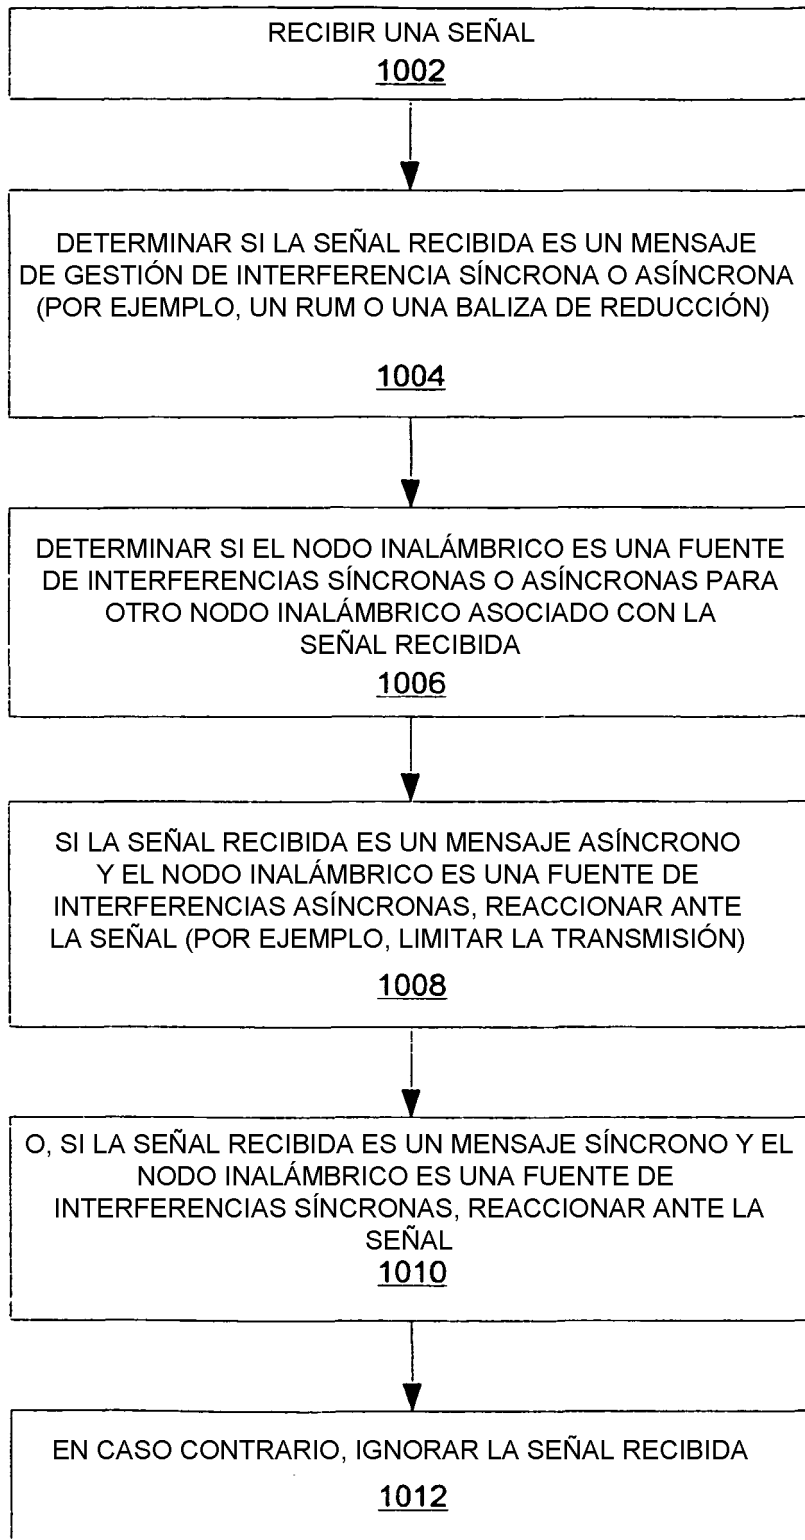 RECIBIR UNA SEÑAL
1002
DETERMINAR SI LA SEÑAL RECIBIDA ES UN MENSAJE
DE GESTIÓN DE INTERFERENCIA SÍNCRONA O ASÍNCRONA
(POR EJEMPLO, UN RUM O UNA BALIZA DE REDUCCIÓN)
1004
DETERMINAR SI EL NODO INALÁMBRICO ES UNA FUENTE
DE INTERFERENCIAS SÍNCRONAS O ASÍNCRONAS PARA
OTRO NODO INALÁMBRICO ASOCIADO CON LA
SEÑAL RECIBIDA
1006
SI LA SEÑAL RECIBIDA ES UN MENSAJE ASÍNCRONO
Y EL NODO INALÁMBRICO ES UNA FUENTE DE
INTERFERENCIAS ASÍNCRONAS, REACCIONAR ANTE
LA SEÑAL (POR EJEMPLO, LIMITAR LA TRANSMISIÓN)
1008
O, SI LA SEÑAL RECIBIDA ES UN MENSAJE SÍNCRONO Y EL
NODO INALÁMBRICO ES UNA FUENTE DE
INTERFERENCIAS SÍNCRONAS, REACCIONAR ANTE LA
SEÑAL
1010
EN CASO CONTRARIO, IGNORAR LA SEÑAL RECIBIDA
1012